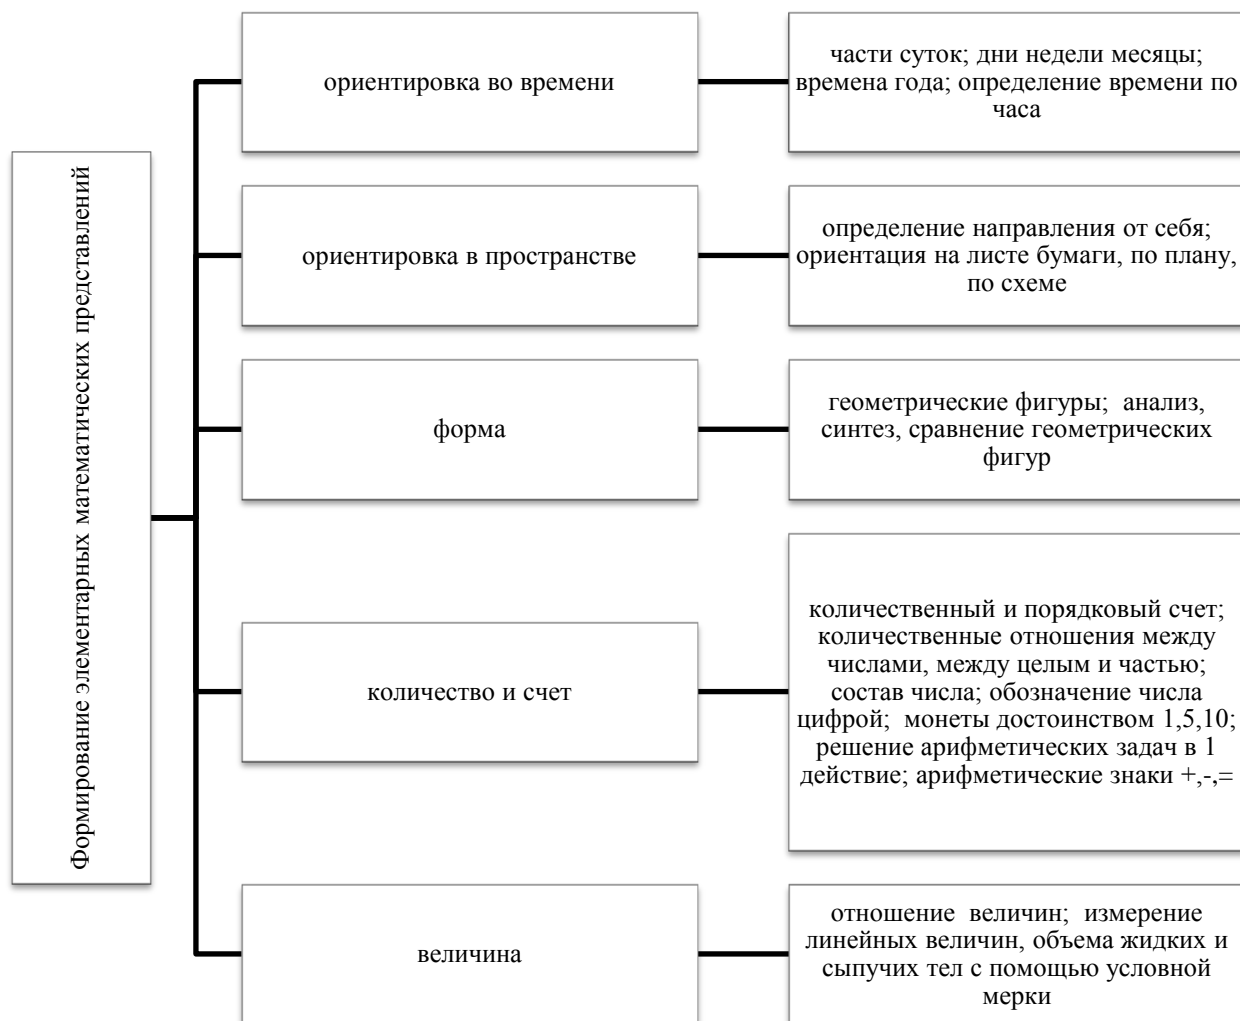 Формирование элементарных математических представлений
ориентировка во времени
части суток; дни недели месяцы;
времена года; определение времени по
часа
ориентировка в пространстве
определение направления от себя;
ориентация на листе бумаги, по плану,
по схеме
форма
геометрические фигуры;  анализ,
синтез, сравнение геометрических
фигур
количество и счет
количественный и порядковый счет;
количественные отношения между
числами, между целым и частью;
состав числа; обозначение числа
цифрой;  монеты достоинством 1,5,10;
решение арифметических задач в 1
действие; арифметические знаки +,-,=
величина
отношение  величин;  измерение
линейных величин, объема жидких и
сыпучих тел с помощью условной
мерки